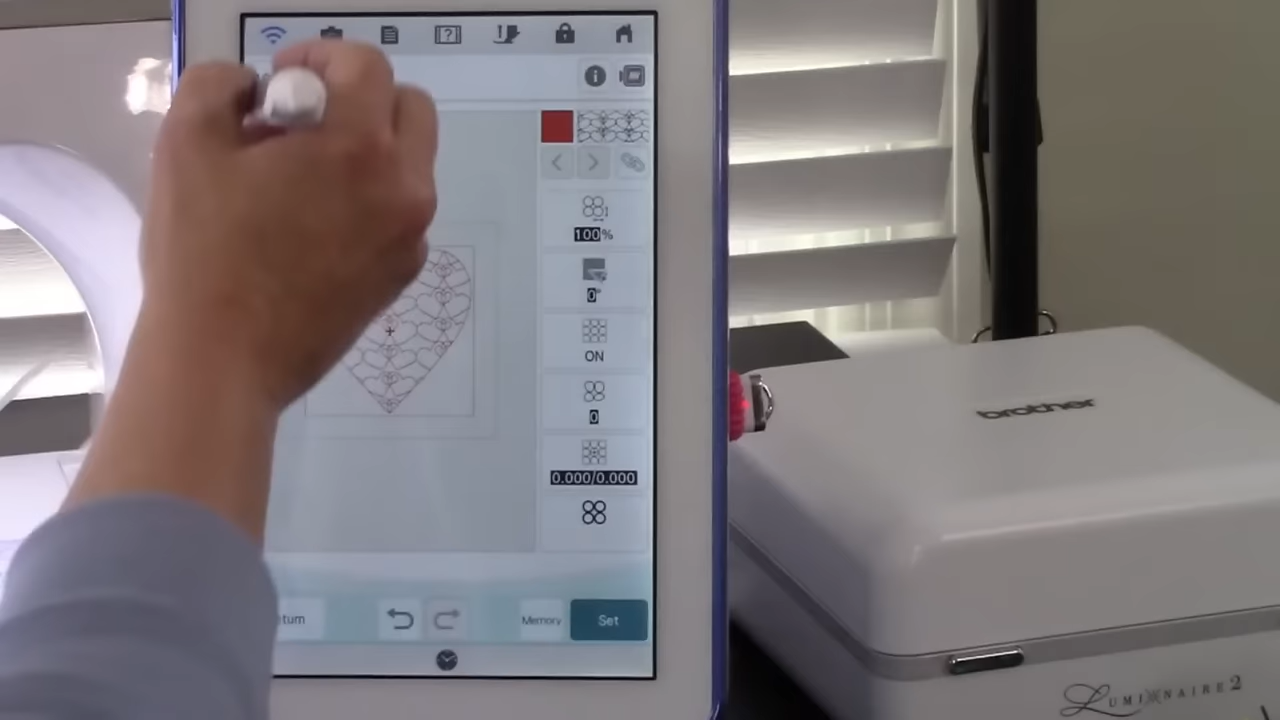 ?
i
100%
0°
ON
0
0.000/0.000
turn
Memory
Set
brother
LUMINAIRE 2